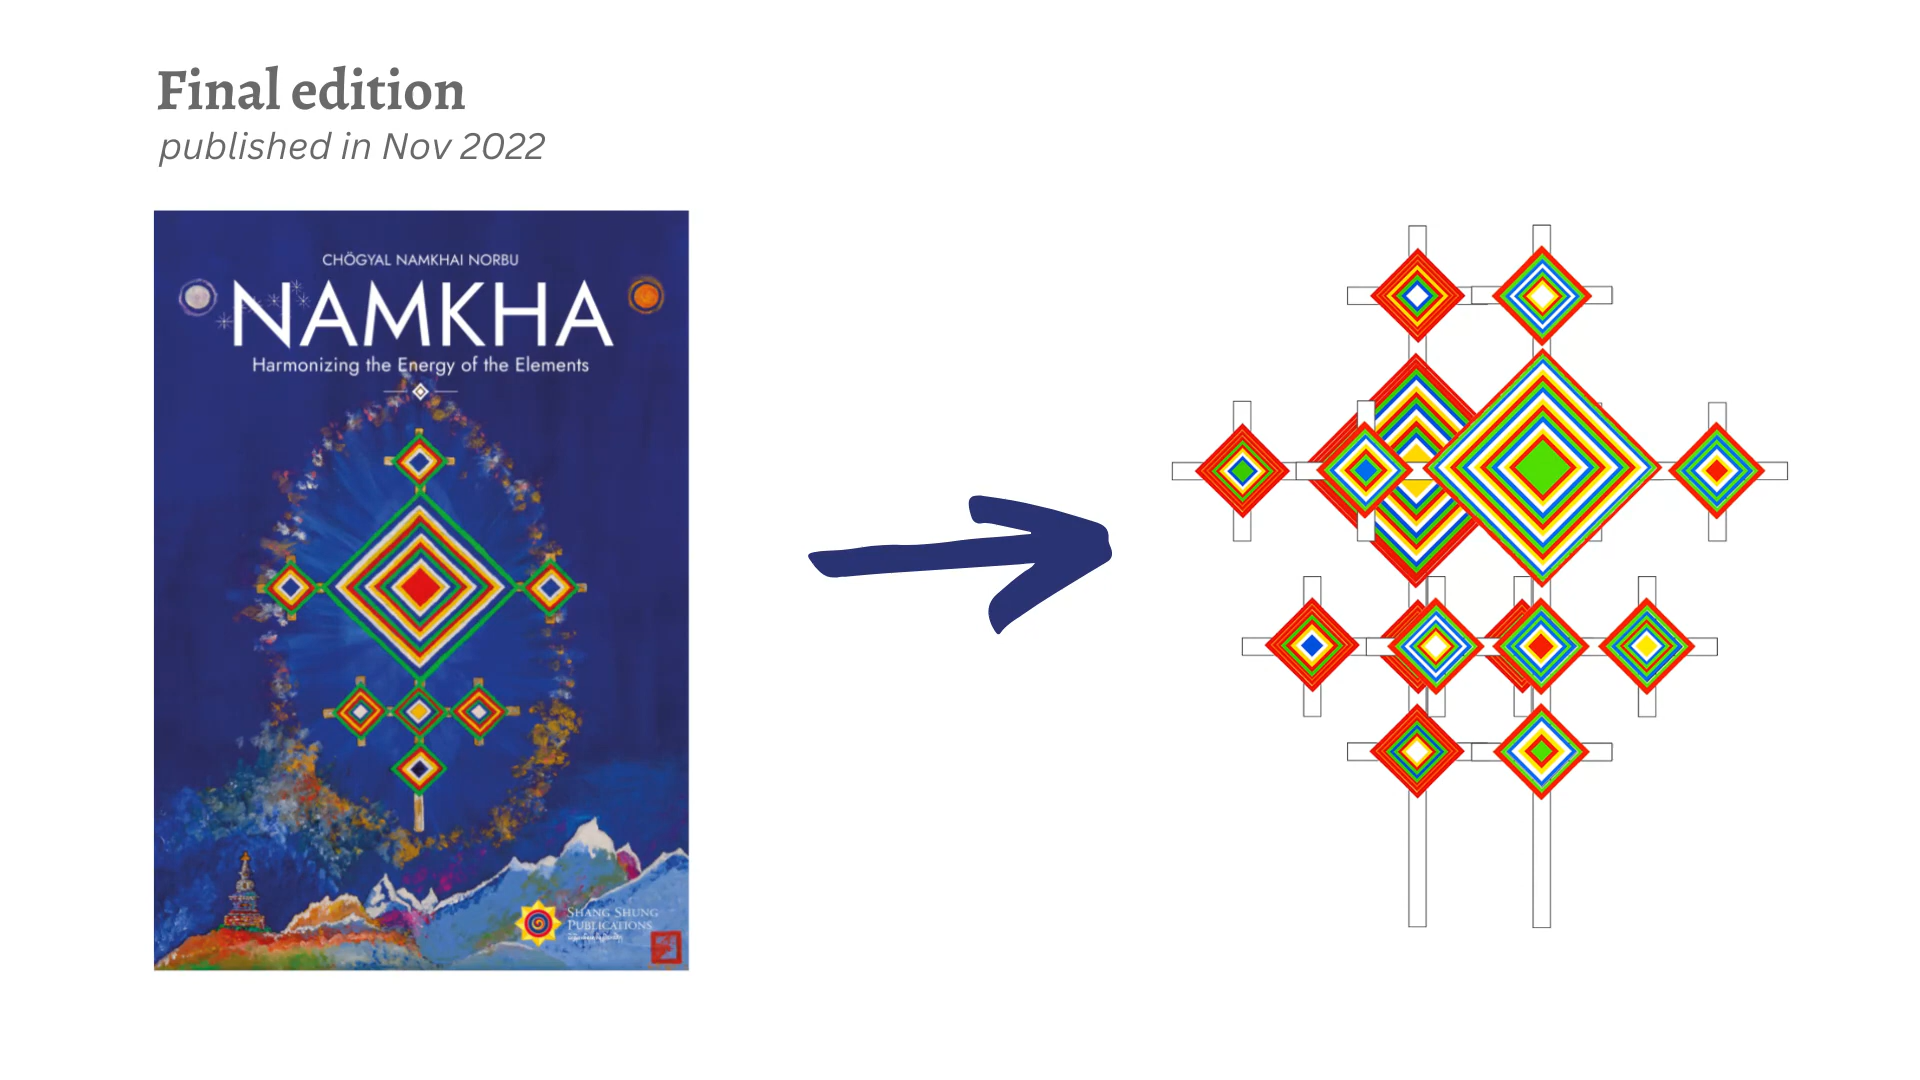 Final edition
published in Nov 2022
CHÖGYAL NAMKHAI NORBU
NAMKHA
Harmonizing the Energy of the Elements
SHANG SHUNG
PUBLICATIONS